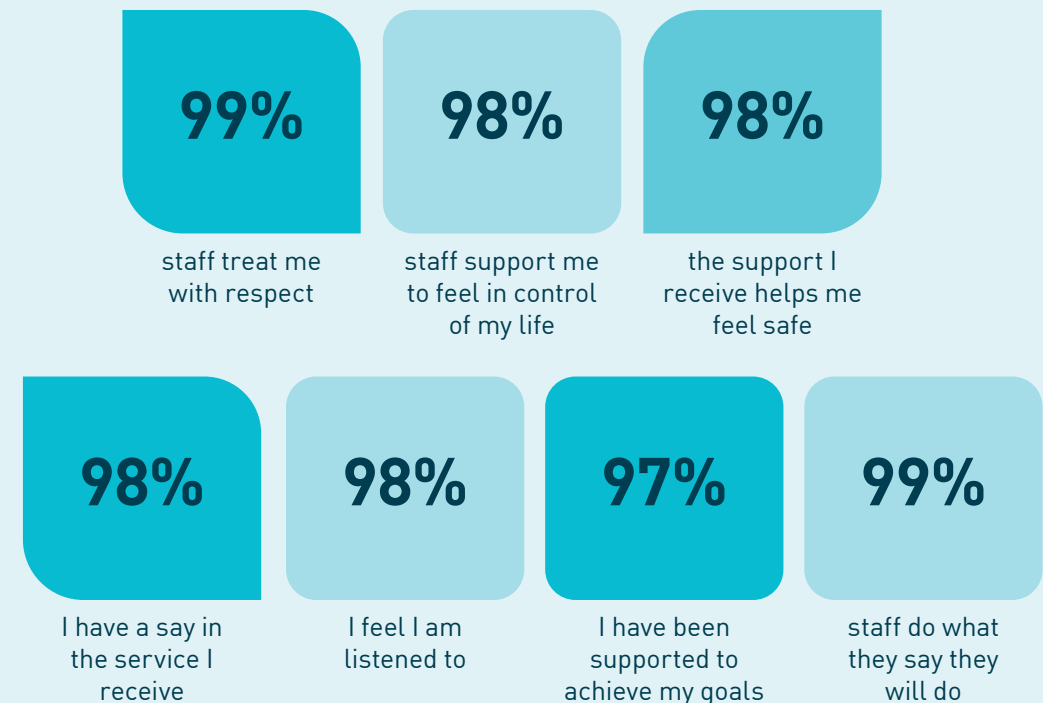 99%
staff treat me
with respect
98%
staff support me
to feel in control
of my life
98%
the support I
receive helps me
feel safe
98%
I have a say in
the service I
receive
98%
I feel I am
listened to
97%
I have been
supported to
achieve my goals
99%
staff do what
they say they
will do